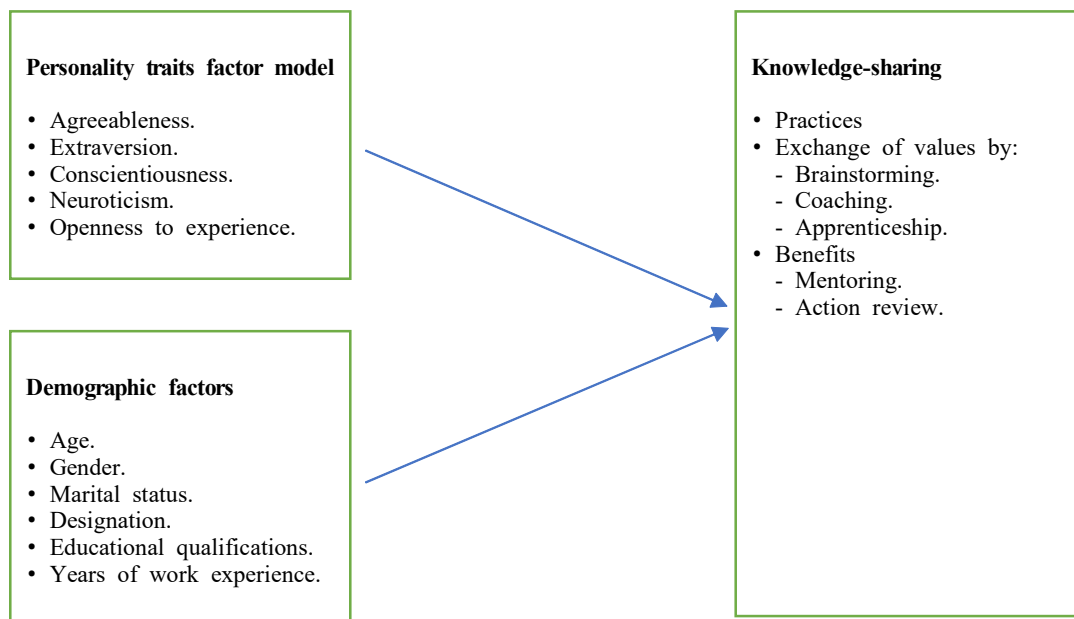 Personality traits factor model
• Agreeableness.
• Extraversion.
• Conscientiousness.
• Neuroticism.
• Openness to experience.
Demographic factors
• Age.
• Gender.
• Marital status.
• Designation.
• Educational qualifications.
• Years of work experience.
Knowledge-sharing
• Practices
• Exchange of values by:
- Brainstorming.
- Coaching.
- Apprenticeship.
• Benefits
- Mentoring.
- Action review.